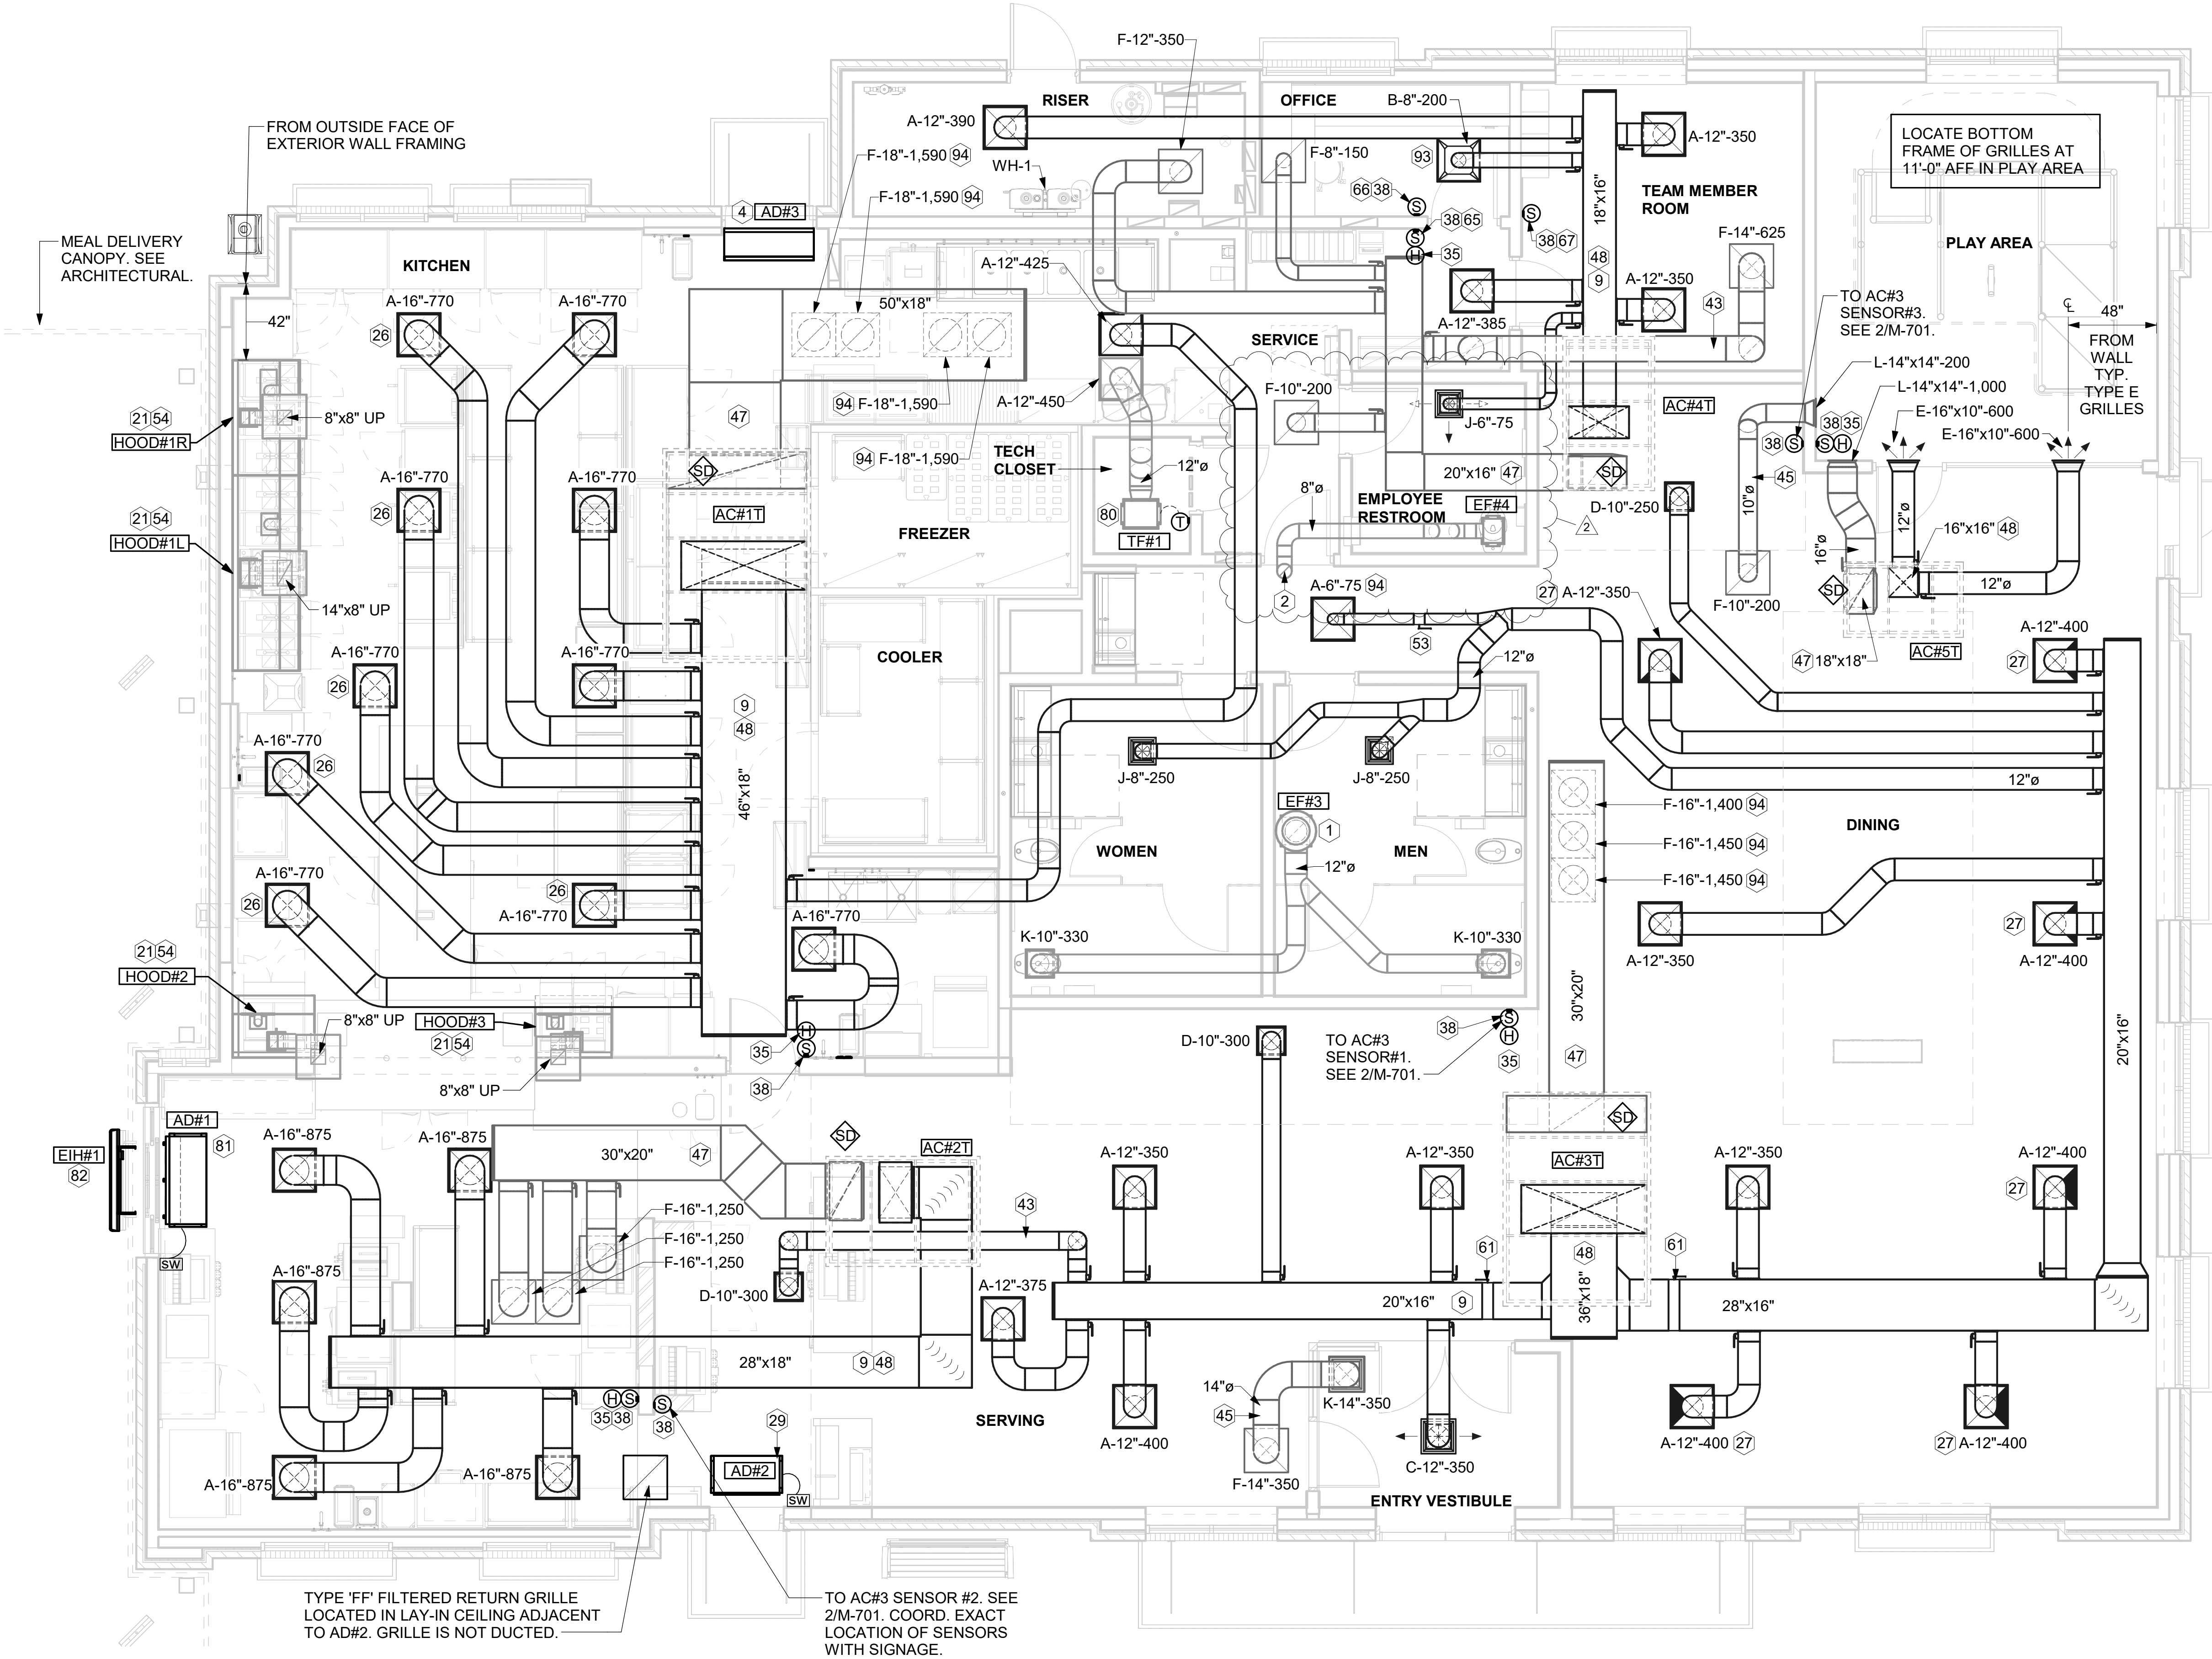 F-12"-350
RISER
OFFICE
B-8"-200
A-12"-390
A-12"-350
LOCATE BOTTOM
FRAME OF GRILLES AT
11'-0" AFF IN PLAY AREA
FROM OUTSIDE FACE OF
EXTERIOR WALL FRAMING
F-18"-1,590 94
WH-1
F-8"-150
93
F-18"-1,590 94
66 38
S
TEAM MEMBER
ROOM
18"x16"
4 AD#3
38 65
S
H
35
S
38 67
F-14"-625
PLAY AREA
MEAL DELIVERY
CANOPY. SEE
ARCHITECTURAL.
KITCHEN
A-12"-425
48
9
A-12"-350
43
TO AC#3
SENSOR#3.
SEE 2/M-701.
CL
48"
FROM
WALL
TYP.
TYPE E
GRILLES
A-16"-770
A-16"-770
50"x18"
42"
26
A-12"-385
SERVICE
L-14"x14"-200
L-14"x14"-1,000
E-16"x10"-600
E-16"x10"-600
94 F-18"-1,590
A-12"-450
F-10"-200
J-6"-75
AC#4T
21 54
HOOD#1R
8"x8" UP
47
38 35
38 S
S H
94 F-18"-1,590
TECH
CLOSET
12"ø
SD
20"x16" 47
SD
45
A-16"-770
A-16"-770
26
AC#1T
8"ø
EMPLOYEE
RESTROOM
EF#4
D-10"-250
2
10"ø
12"ø
16"x16" 48
21 54
HOOD#1L
FREEZER
80
T
TF#1
16"ø
14"x8" UP
2
A-6"-75 94
27 A-12"-350
F-10"-200
SD
12"ø
53
A-12"-400
27
47 18"x18"
AC#5T
A-16"-770
26
A-16"-770
COOLER
12"ø
9
48
A-16"-770
26
J-8"-250
J-8"-250
12"ø
46"x18"
EF#3
1
F-16"-1,400 94
F-16"-1,450 94
F-16"-1,450 94
DINING
WOMEN
MEN
12"ø
A-16"-770
26
26
A-16"-770
A-16"-770
27
A-12"-350
A-12"-400
K-10"-330
K-10"-330
21 54
HOOD#2
8"x8" UP
HOOD#3
21 54
8"x8" UP
H
S
35
38
D-10"-300
TO AC#3
SENSOR#1.
SEE 2/M-701.
38
S
H
35
30"x20"
47
20"x16"
SD
AD#1
81
EIH#1
82
A-16"-875
A-16"-875
30"x20"
47
SD
AC#2T
A-12"-350
A-12"-350
AC#3T
A-12"-350
A-12"-400
27
SW
F-16"-1,250
F-16"-1,250
F-16"-1,250
43
A-16"-875
D-10"-300
A-12"-375
61
48
61
20"x16"
9
36"x18"
28"x16"
28"x18"
9 48
H S
35 38
S
38
29
SERVING
14"ø
45
K-14"-350
A-12"-400
A-12"-400 27
27 A-12"-400
A-16"-875
A-16"-875
AD#2
SW
F-14"-350
C-12"-350
ENTRY VESTIBULE
TYPE 'FF' FILTERED RETURN GRILLE
LOCATED IN LAY-IN CEILING ADJACENT
TO AD#2. GRILLE IS NOT DUCTED.
TO AC#3 SENSOR #2. SEE
2/M-701. COORD. EXACT
LOCATION OF SENSORS
WITH SIGNAGE.